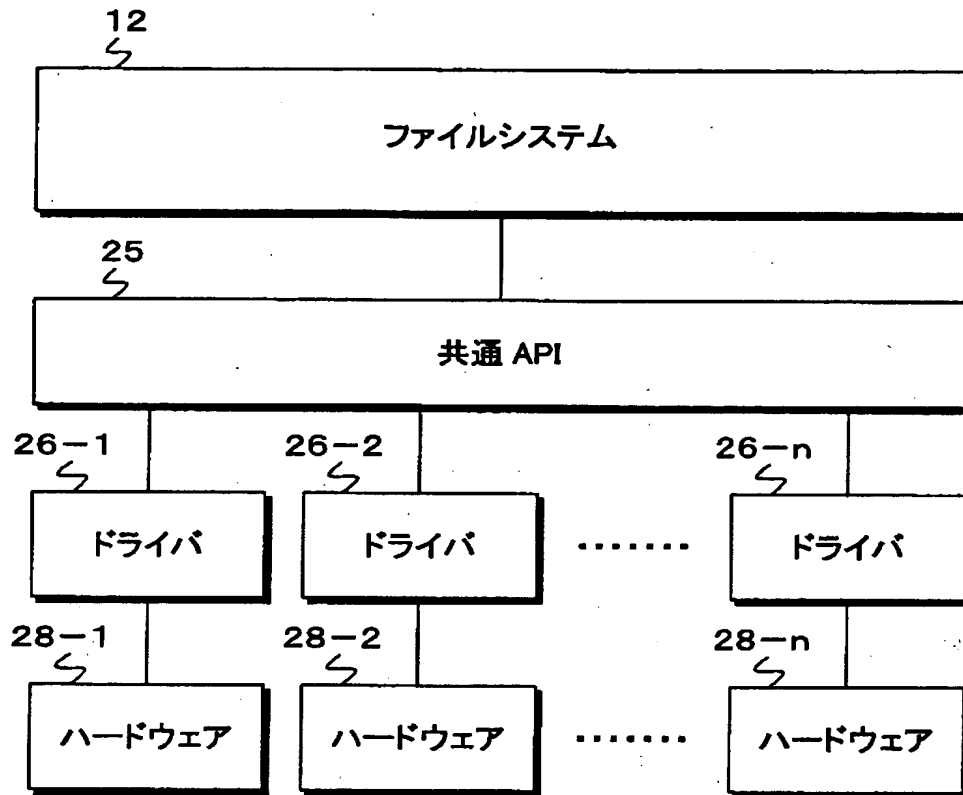 12
ファイルシステム
25
共通 API
26-1
26-2
26-n
ドライバ
ドライバ
‥‥‥‥
ドライバ
28-1
28-2
28-n
ハードウェア
ハードウェア
‥‥‥‥
ハードウェア